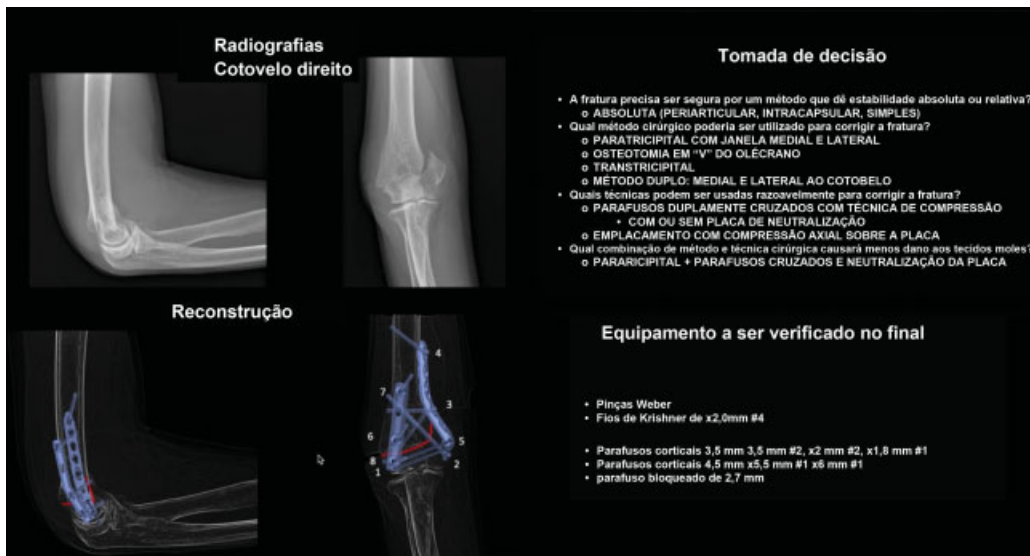 Radiografias
Cotovelo direito
Tomada de decisão
• A fratura precisa ser segura por um método que dê estabilidade absoluta ou relativa?
o ABSOLUTA (PERIARTICULAR, INTRACAPSULAR, SIMPLES)
• Qual método cirúrgico poderia ser utilizado para corrigir a fratura?
o PARATRICIPITAL COM JANELA MEDIAL E LATERAL
o OSTEOTOMIA EM “V” DO OLÉCRANO
o TRANSTRICIPITAL
o MÉTODO DUPLO: MEDIAL E LATERAL AO COTOBELO
• Quais técnicas podem ser usadas razoavelmente para corrigir a fratura?
o PARAFUSOS DUPLAMENTE CRUZADOS COM TÉCNICA DE COMPRESSÃO
• COM OU SEM PLACA DE NEUTRALIZAÇÃO
o EMPLACAMENTO COM COMPRESSÃO AXIAL SOBRE A PLACA
• Qual combinação de método e técnica cirúrgica causará menos dano aos tecidos moles?
o PARARICIPITAL + PARAFUSOS CRUZADOS E NEUTRALIZAÇÃO DA PLACA
Reconstrução
4
7
3
6
5
8
2
1
Equipamento a ser verificado no final
• Pinças Weber
• Fios de Krishner de x2,0mm #4
• Parafusos corticais 3,5 mm 3,5 mm #2, x2 mm #2, x1,8 mm #1
• Parafusos corticais 4,5 mm x5,5 mm #1 x6 mm #1
• parafuso bloqueado de 2,7 mm